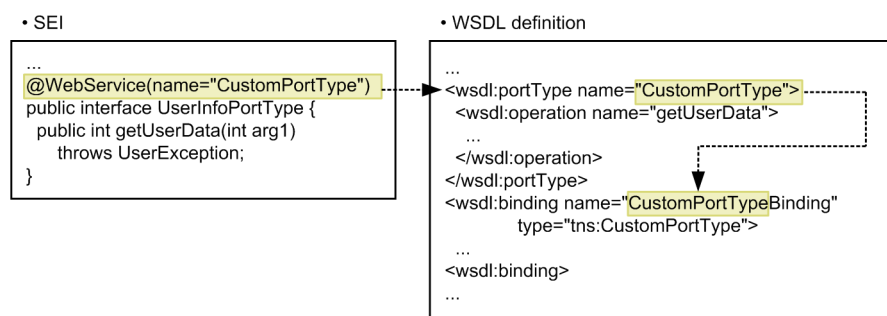 • SEI
...
@WebService(name="CustomPortType")
public interface UserInfoPortType {
public int getUserData(int arg1)
throws UserException;
}
• WSDL definition
...
<wsdl:portType name="CustomPortType">
<wsdl:operation name="getUserData">
...
</wsdl:operation>
</wsdl:portType>
<wsdl:binding name="CustomPortTypeBinding"
type="tns:CustomPortType">
...
<wsdl:binding>
...